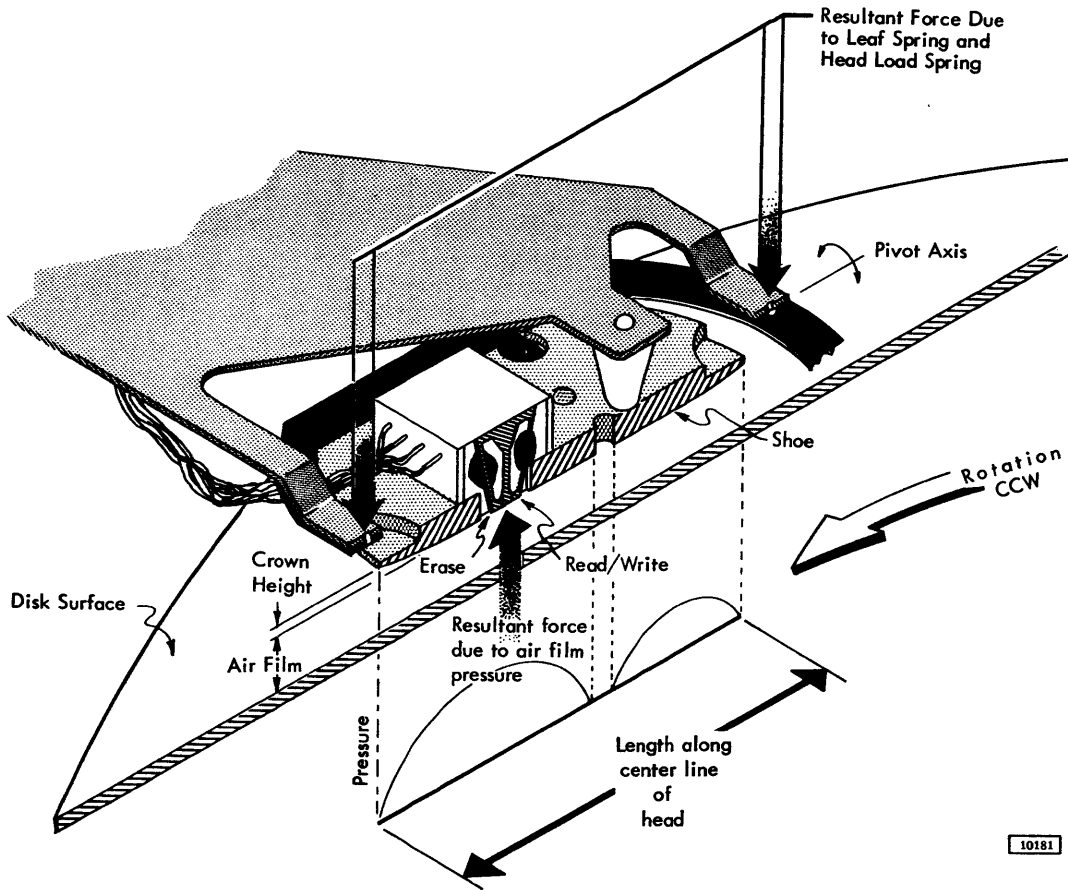 Resultant Force Due
to Leaf Spring and
Head Load Spring
Pivot Axis
Shoe
Rotation
CCW
Crown
Height
Erase
Read/Write
Disk Surface
Air Film
Resultant force
due to air film
pressure
Pressure
Length along
center line
of
head
10181